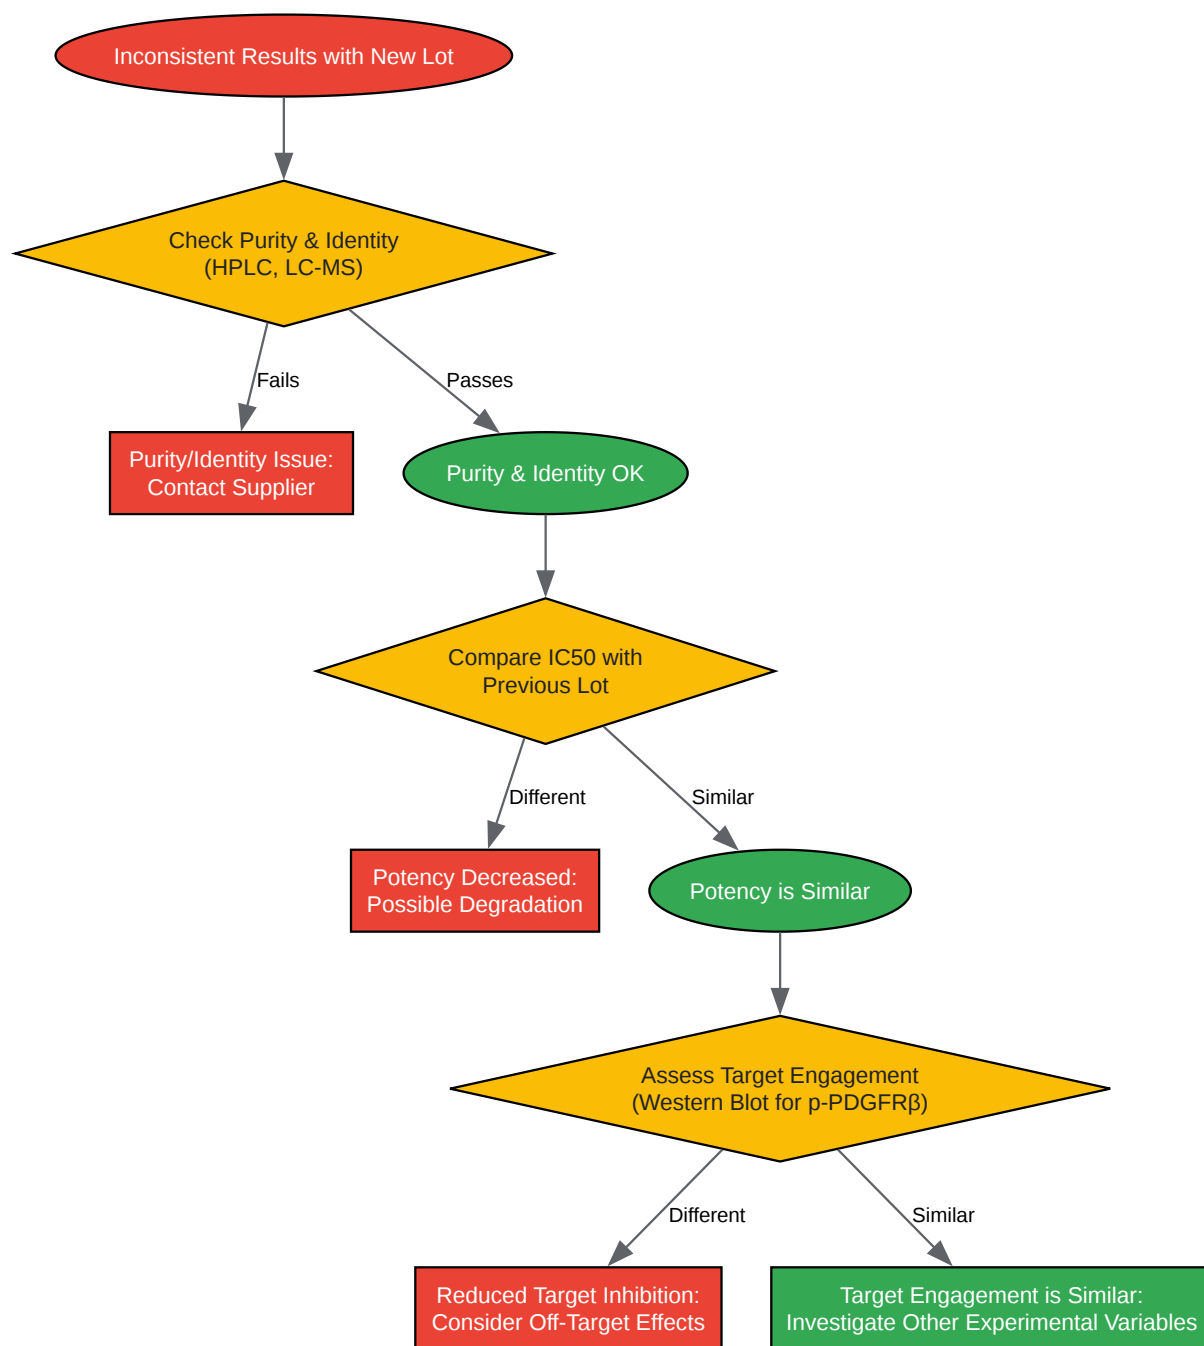 Inconsistent Results with New Lot
Check Purity & Identity
(HPLC, LC-MS)
Fails
Passes
Purity/Identity Issue:
Contact Supplier
Purity & Identity OK
Compare IC50 with
Previous Lot
Different
Similar
Potency Decreased:
Possible Degradation
Potency is Similar
Assess Target Engagement
(Western Blot for p-PDGFRβ)
Different
Similar
Reduced Target Inhibition:
Consider Off-Target Effects
Target Engagement is Similar:
Investigate Other Experimental Variables